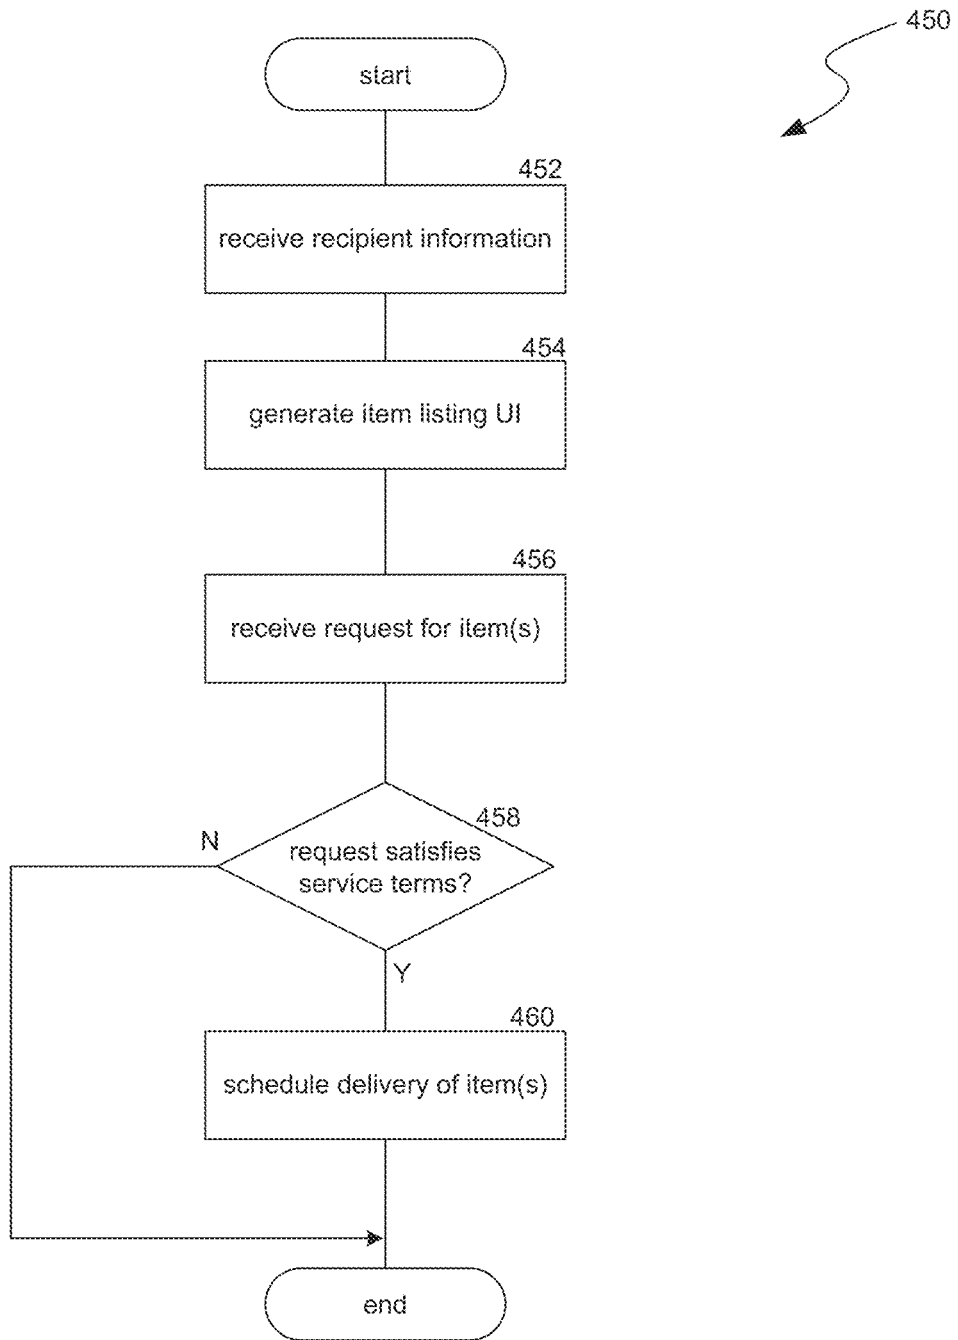 450
start
452
receive recipient information
454
generate item listing UI
456
receive request for item(s)
458
N
request satisfies
service terms?
Y
460
schedule delivery of item(s)
end